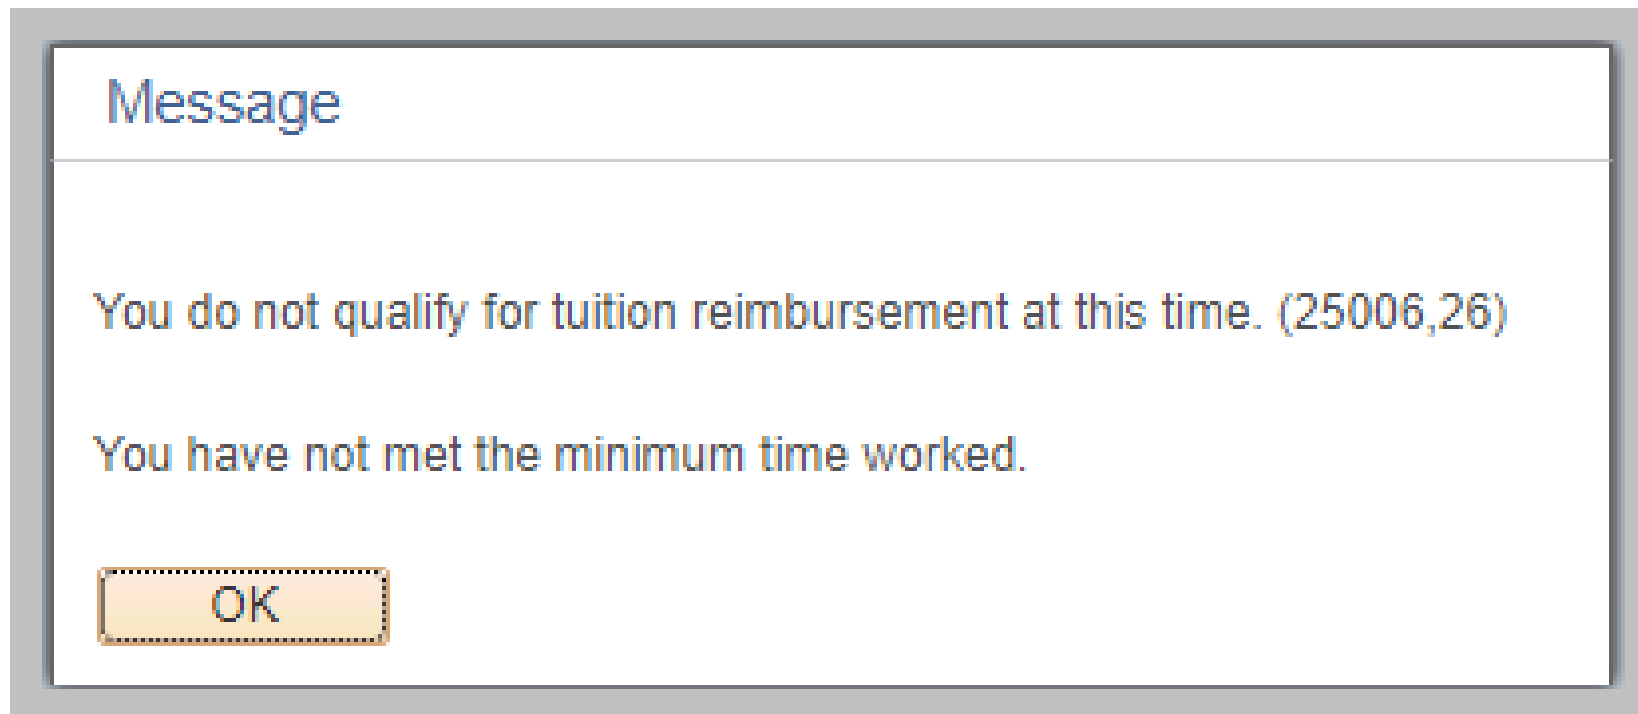 Message
You do not qualify for tuition reimbursement at this time. (25006,26)
You have not met the minimum time worked.
OK